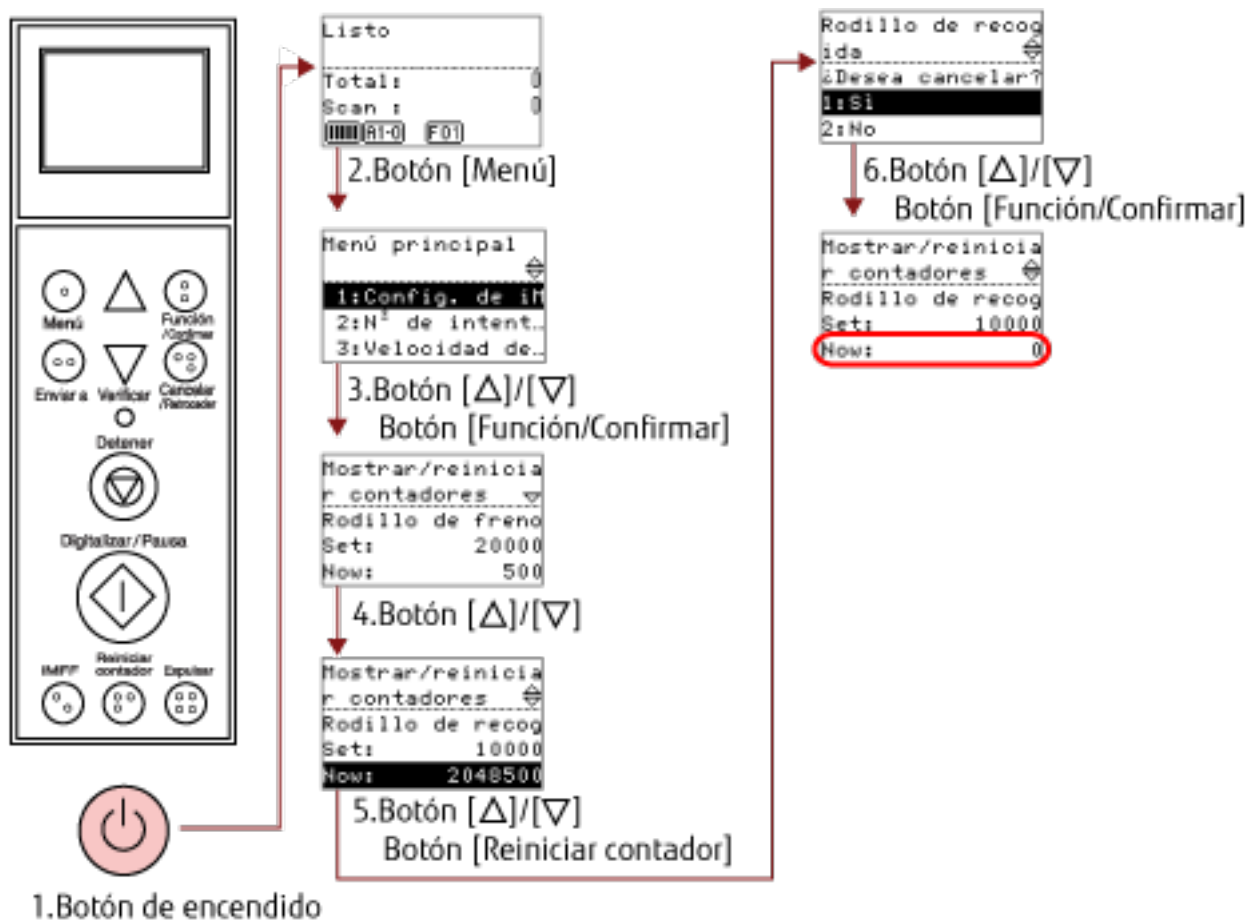 Menú
Función
/Confirmar
Enviar a
Verificar
Cancelar
/Retroceder
Detener
Digitalizar/Pausa
IMFF
Reiniciar
contador
Expulsar
1.Botón de encendido
Listo
Total: 0
Scan : 0
A1-0 F01
2.Botón [Menú]
Menú principal
1:Config. de iM
2:Nº de intent..
3:Velocidad de..
3.Botón [△]/[▽]
Botón [Función/Confirmar]
Mostrar/reinicia
r contadores
Rodillo de freno
Set: 20000
Now: 500
4.Botón [△]/[▽]
Mostrar/reinicia
r contadores
Rodillo de recog
Set: 10000
Now: 2048500
5.Botón [△]/[▽]
Botón [Reiniciar contador]
Rodillo de recog
ida
¿Desea cancelar?
1:Sì
2:No
6.Botón [△]/[▽]
Botón [Función/Confirmar]
Mostrar/reinicia
r contadores
Rodillo de recog
Set: 10000
Now: 0